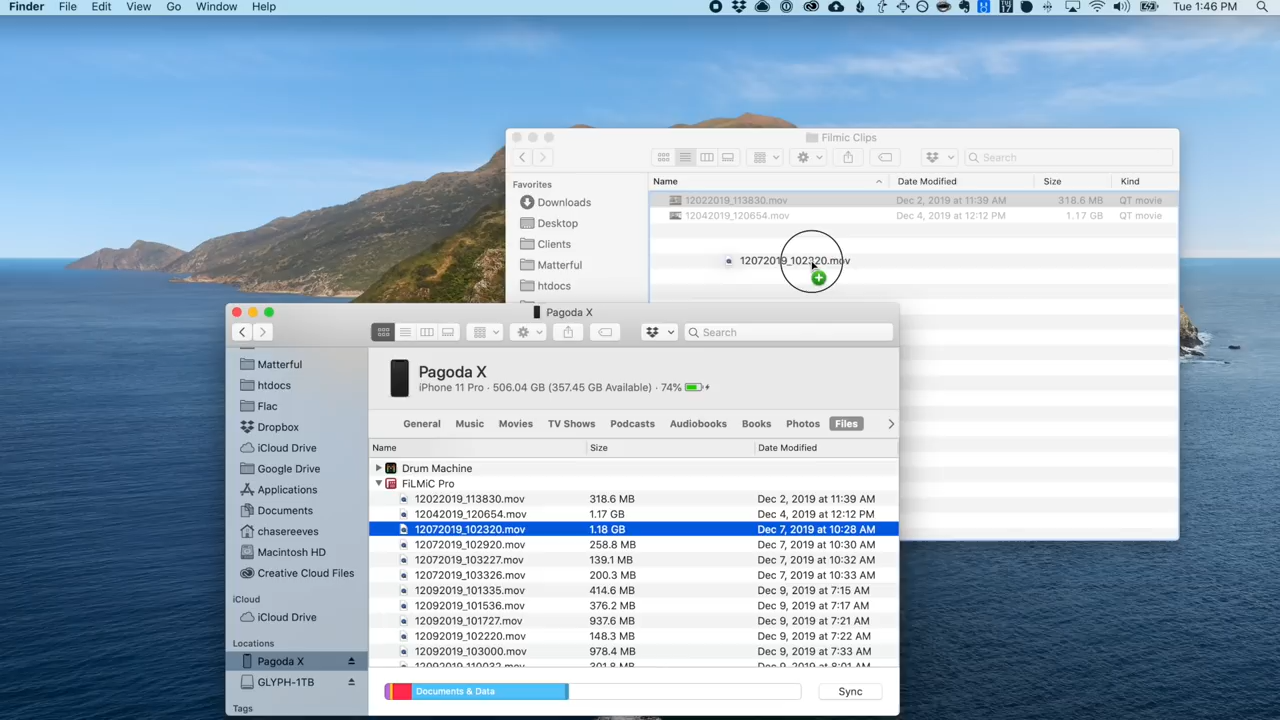 Finder File Edit View Go Window Help Tue 1:46 PM
Filmic Clips
Search
Favorites
Downloads
Desktop
Clients
Matterful
htdocs
Name Date Modified Size Kind
12022019_113830.mov Dec 2, 2019 at 11:39 AM 318.6 MB QT movie
12042019_120654.mov Dec 4, 2019 at 12:12 PM 1.17 GB QT movie
12072019_102320.mov
Pagoda X
Search
Matterful
htdocs
Flac
Dropbox
iCloud Drive
Google Drive
Applications
Documents
chasereeves
Macintosh HD
Creative Cloud Files
iCloud
iCloud Drive
Locations
Pagoda X
GLYPH-1TB
Tags
Pagoda X
iPhone 11 Pro · 506.04 GB (357.45 GB Available) · 74%
General Music Movies TV Shows Podcasts Audiobooks Books Photos Files
Name Size Date Modified
Drum Machine
FiLMiC Pro
12022019_113830.mov 318.6 MB Dec 2, 2019 at 11:39 AM
12042019_120654.mov 1.17 GB Dec 4, 2019 at 12:12 PM
12072019_102320.mov 1.18 GB Dec 7, 2019 at 10:28 AM
12072019_102920.mov 258.8 MB Dec 7, 2019 at 10:30 AM
12072019_103227.mov 139.1 MB Dec 7, 2019 at 10:32 AM
12072019_103326.mov 200.3 MB Dec 7, 2019 at 10:33 AM
12092019_101335.mov 414.6 MB Dec 9, 2019 at 7:15 AM
12092019_101536.mov 376.2 MB Dec 9, 2019 at 7:17 AM
12092019_101727.mov 937.6 MB Dec 9, 2019 at 7:21 AM
12092019_102220.mov 148.3 MB Dec 9, 2019 at 7:22 AM
12092019_103000.mov 978.4 MB Dec 9, 2019 at 7:33 AM
12092019_110032.mov 301.8 MB Dec 9, 2019 at 8:01 AM
Documents & Data
Sync